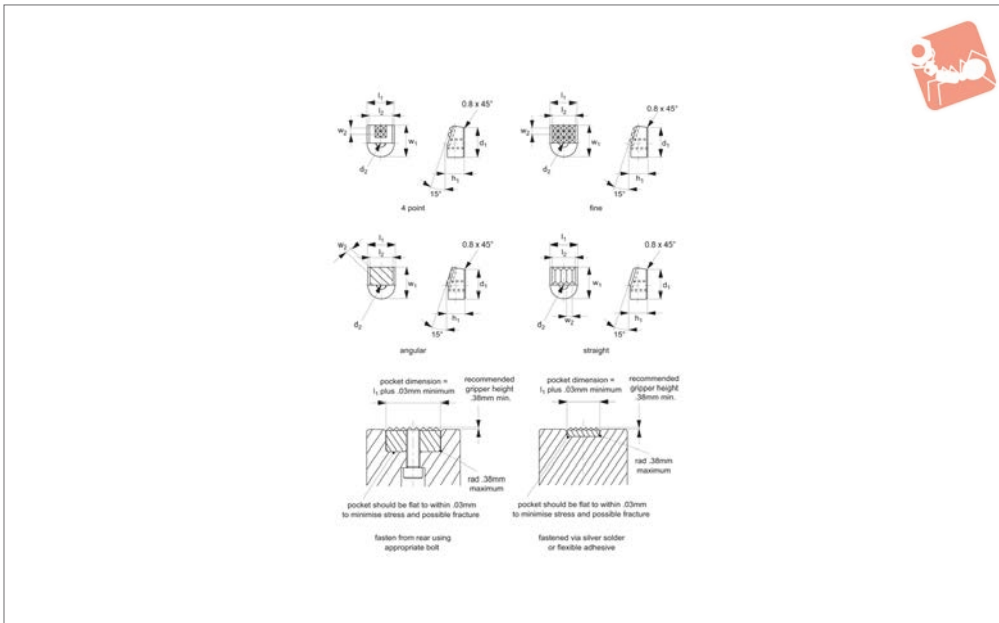 l₁
l₂
w₂
w₁
d₂
0.8 x 45°
d₁
h₁
15°
4 point
l₁
l₂
w₂
w₁
d₂
0.8 x 45°
d₁
h₁
15°
fine
l₁
l₂
w₂
w₁
d₂
0.8 x 45°
d₁
h₁
15°
angular
l₁
l₂
w₁
d₂
w₂
0.8 x 45°
d₁
h₁
15°
straight
pocket dimension =
l₁ plus .03mm minimum
recommended
gripper height
.38mm min.
rad .38mm
maximum
pocket should be flat to within .03mm
to minimise stress and possible fracture
fasten from rear using
appropriate bolt
pocket dimension =
l₁ plus .03mm minimum
recommended
gripper height
.38mm min.
rad .38mm
maximum
pocket should be flat to within .03mm
to minimise stress and possible fracture
fastened via silver solder
or flexible adhesive